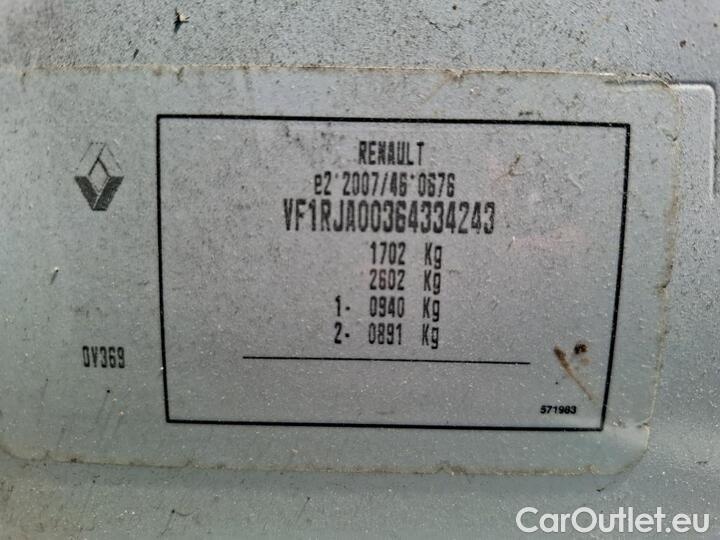 RENAULT
e2*2007/46*0676
VF1RJA00364334243
1702 Kg
2602 Kg
1- 0940 Kg
2- 0891 Kg
DV369
571983
CarOutlet.eu